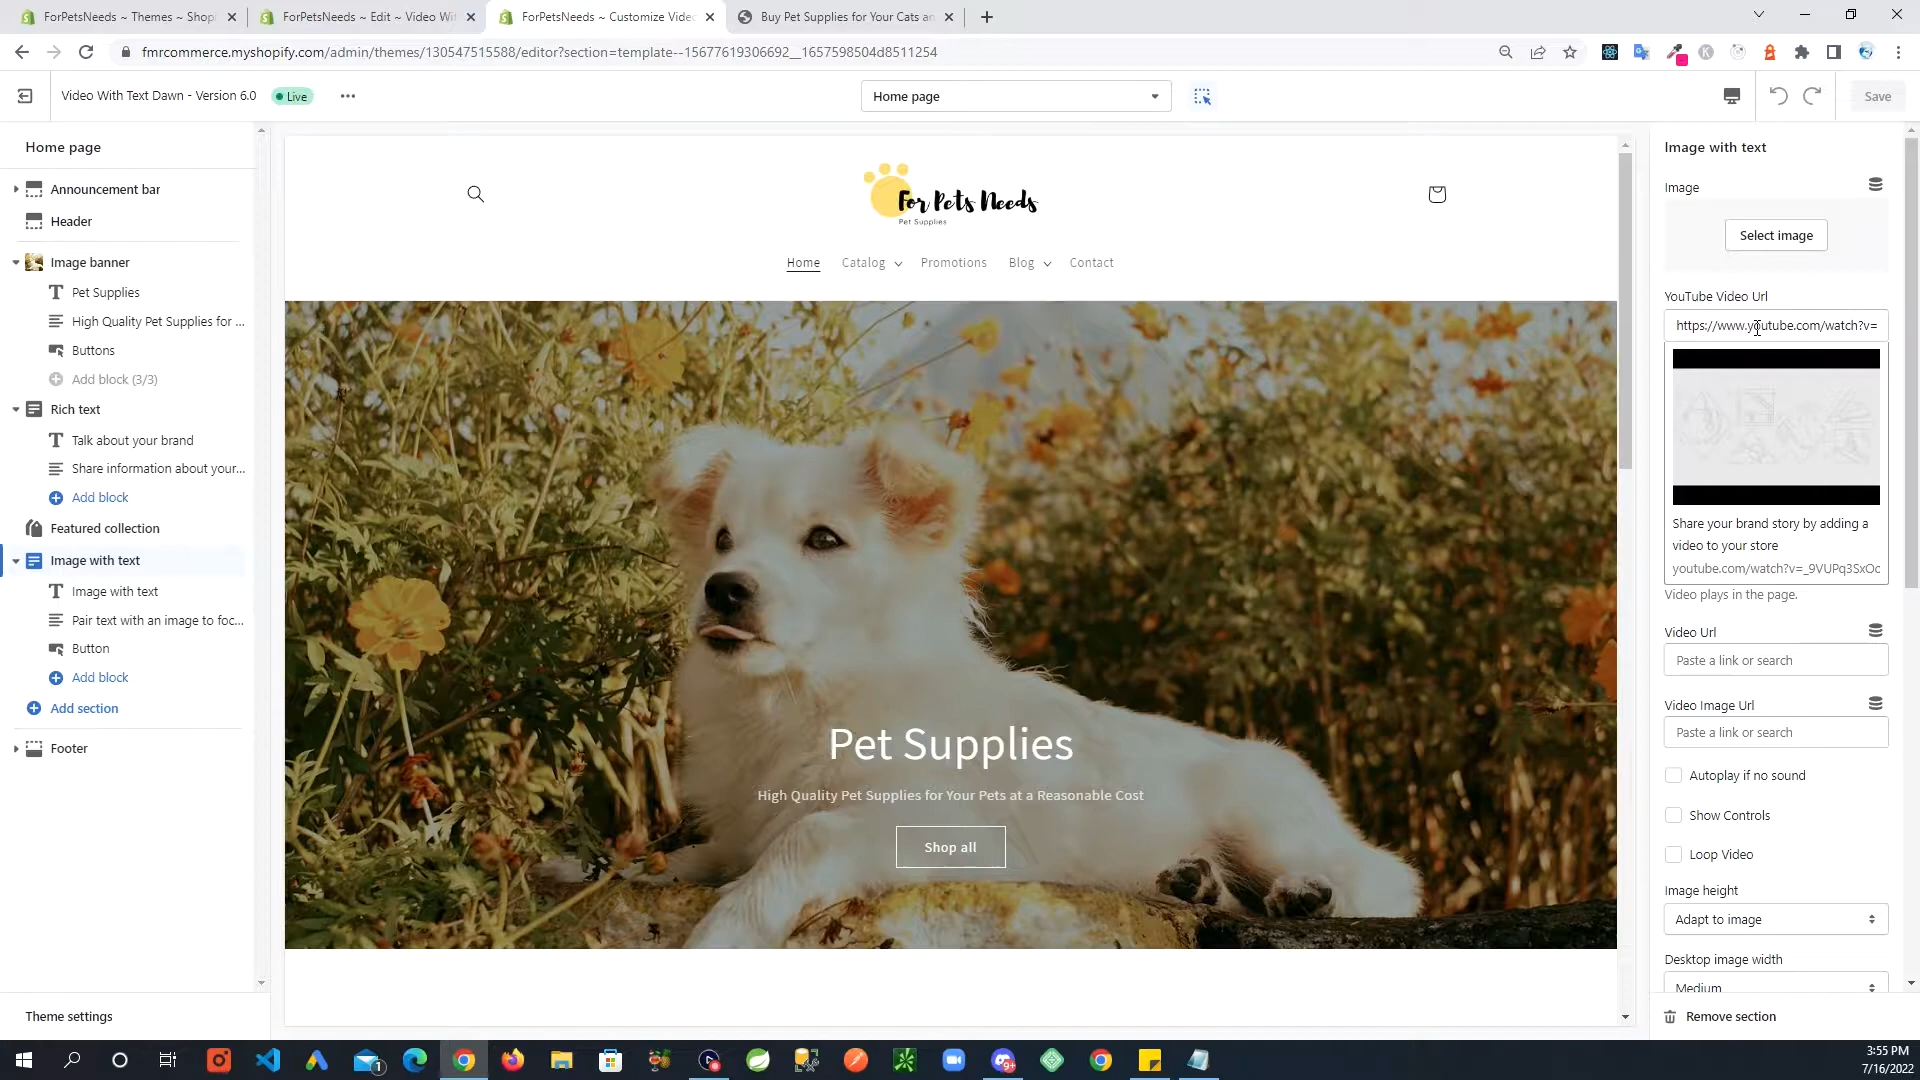 ForPetsNeeds ~ Themes ~ Shopi
ForPetsNeeds ~ Edit ~ Video Wit
ForPetsNeeds ~ Customize Video
Buy Pet Supplies for Your Cats an
fmrcommerce.myshopify.com/admin/themes/130547515588/editor?section=template--15677619306692__1657598504d8511254
Video With Text Dawn - Version 6.0
Live
Home page
Save
Home page
Announcement bar
Header
Image banner
Pet Supplies
High Quality Pet Supplies for ...
Buttons
Add block (3/3)
Rich text
Talk about your brand
Share information about your...
Add block
Featured collection
Image with text
Image with text
Pair text with an image to foc...
Button
Add block
Add section
Footer
Theme settings
For Pets Needs
Pet Supplies
Home
Catalog
Promotions
Blog
Contact
Pet Supplies
High Quality Pet Supplies for Your Pets at a Reasonable Cost
Shop all
Image with text
Image
Select image
YouTube Video Url
https://www.youtube.com/watch?v=
Share your brand story by adding a
video to your store
youtube.com/watch?v=_9VUPq3SxOc
Video plays in the page.
Video Url
Paste a link or search
Video Image Url
Paste a link or search
Autoplay if no sound
Show Controls
Loop Video
Image height
Adapt to image
Desktop image width
Medium
Remove section
1
9+
3:55 PM
7/16/2022